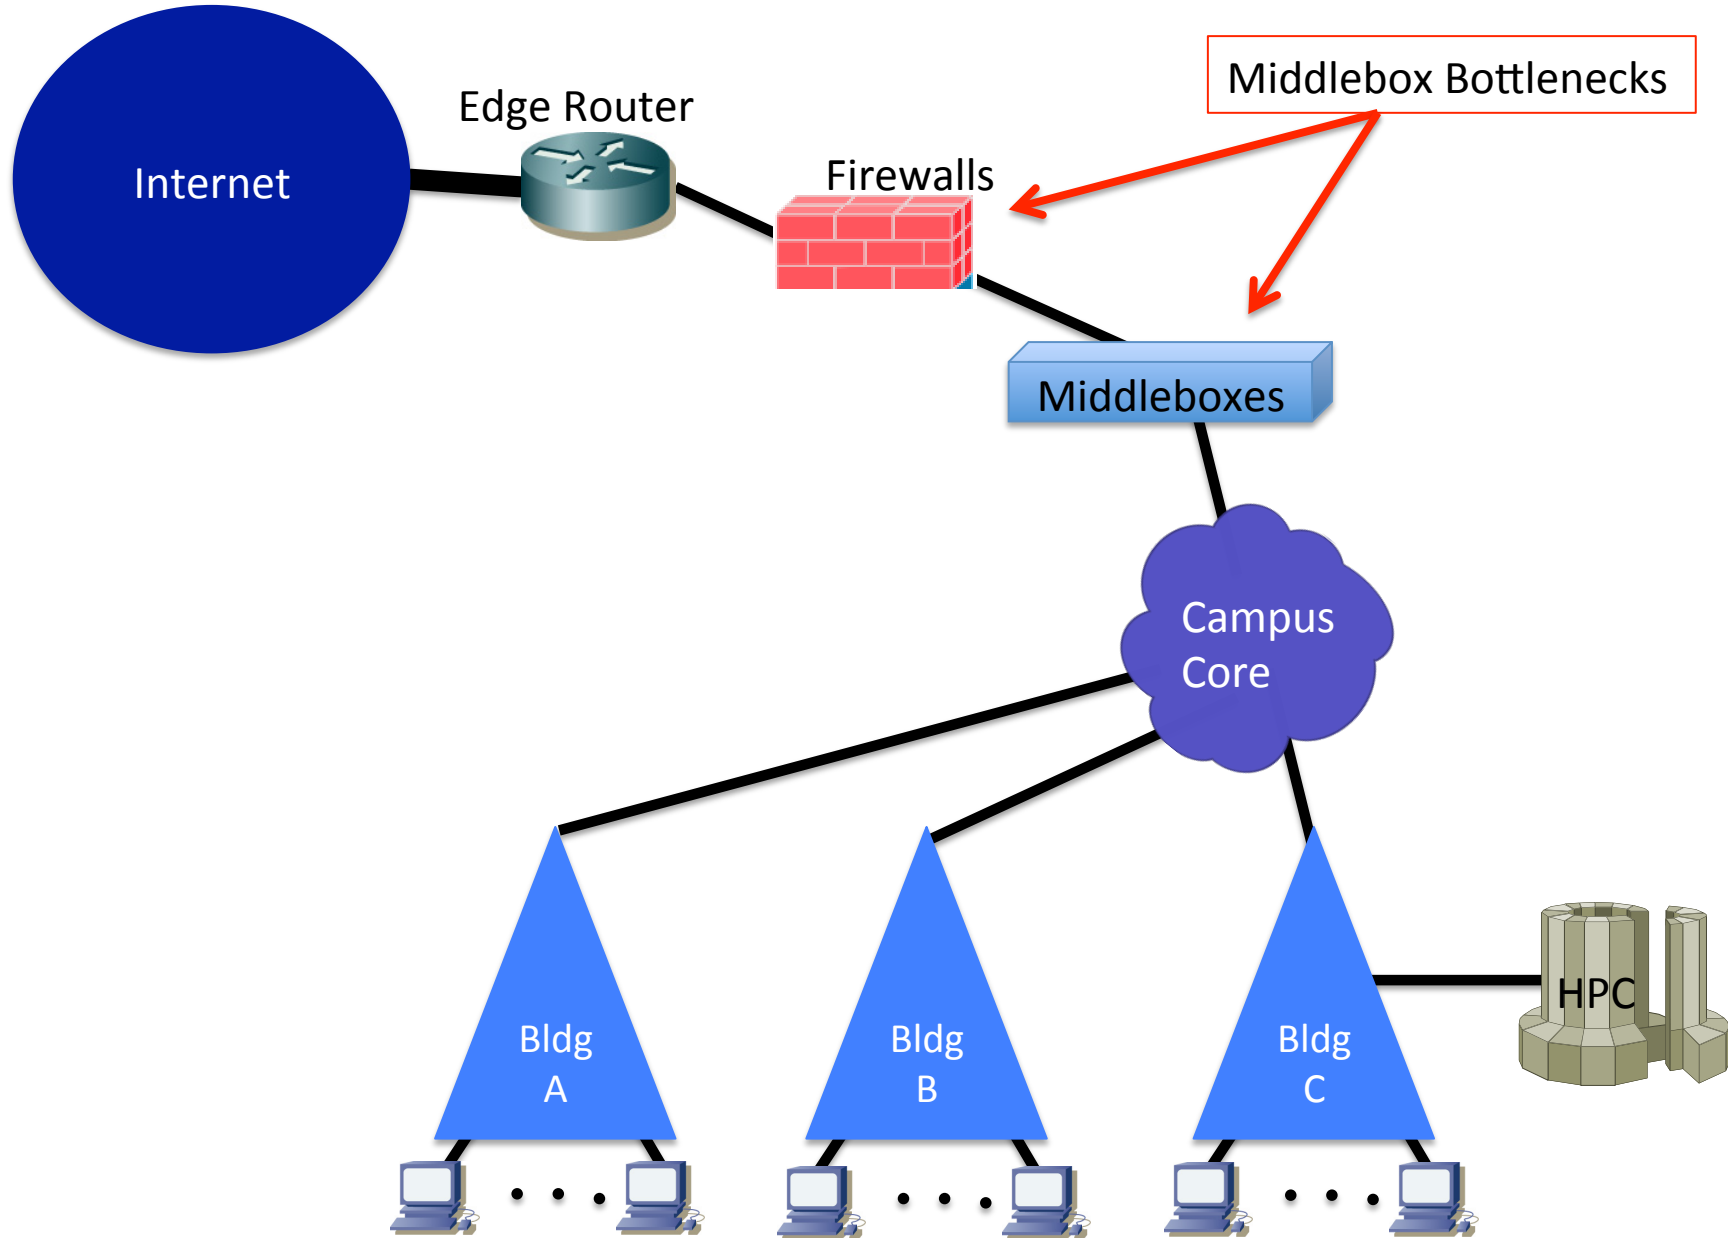 Middlebox Bottlenecks
Edge Router
Internet
Firewalls
Middleboxes
Campus
Core
HPC
Bldg
A
Bldg
B
Bldg
C